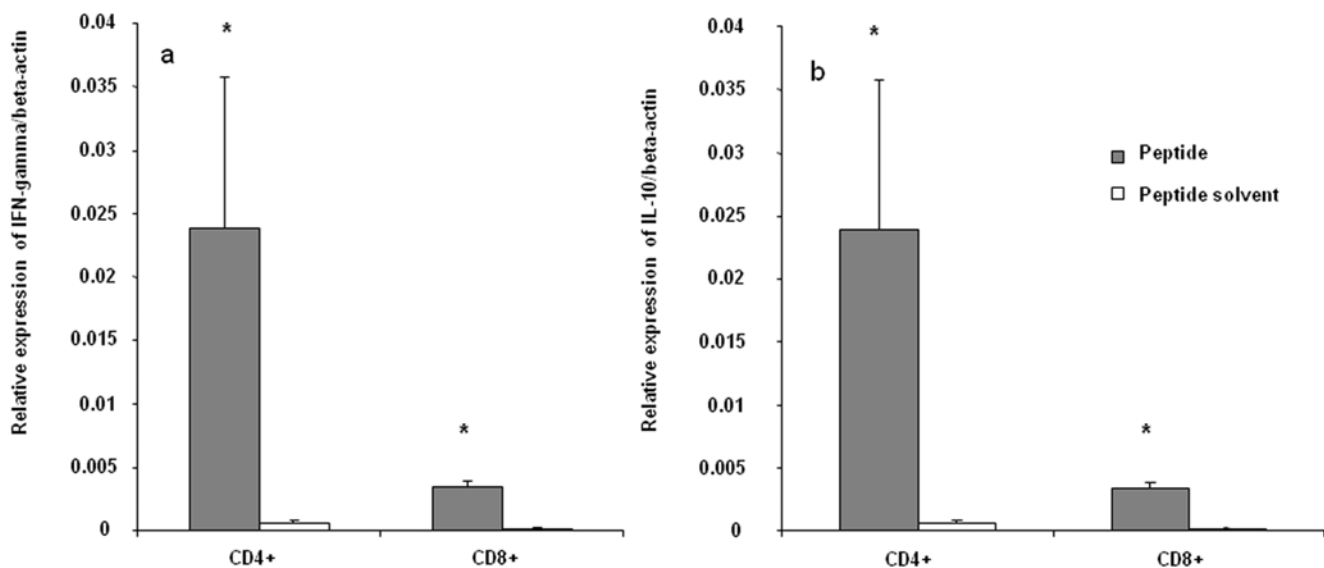 Relative expression of IFN-gamma/beta-actin
0.04
0.035
0.03
0.025
0.02
0.015
0.01
0.005
0
a
*
*
CD4+
CD8+
Relative expression of IL-10/beta-actin
0.04
0.035
0.03
0.025
0.02
0.015
0.01
0.005
0
b
*
*
CD4+
CD8+
Peptide
Peptide solvent